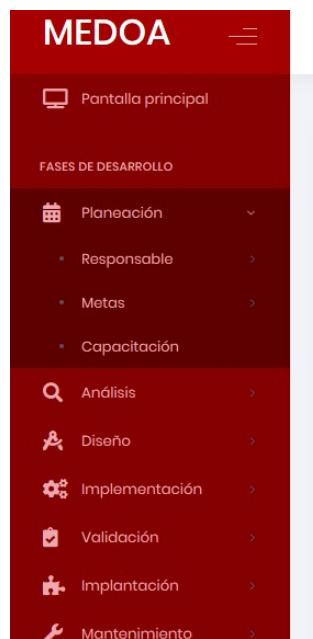 MEDOA
Pantalla principal
FASES DE DESARROLLO
Planeación
Responsable
Metas
Capacitación
Análisis
Diseño
Implementación
Validación
Implantación
Mantenimiento